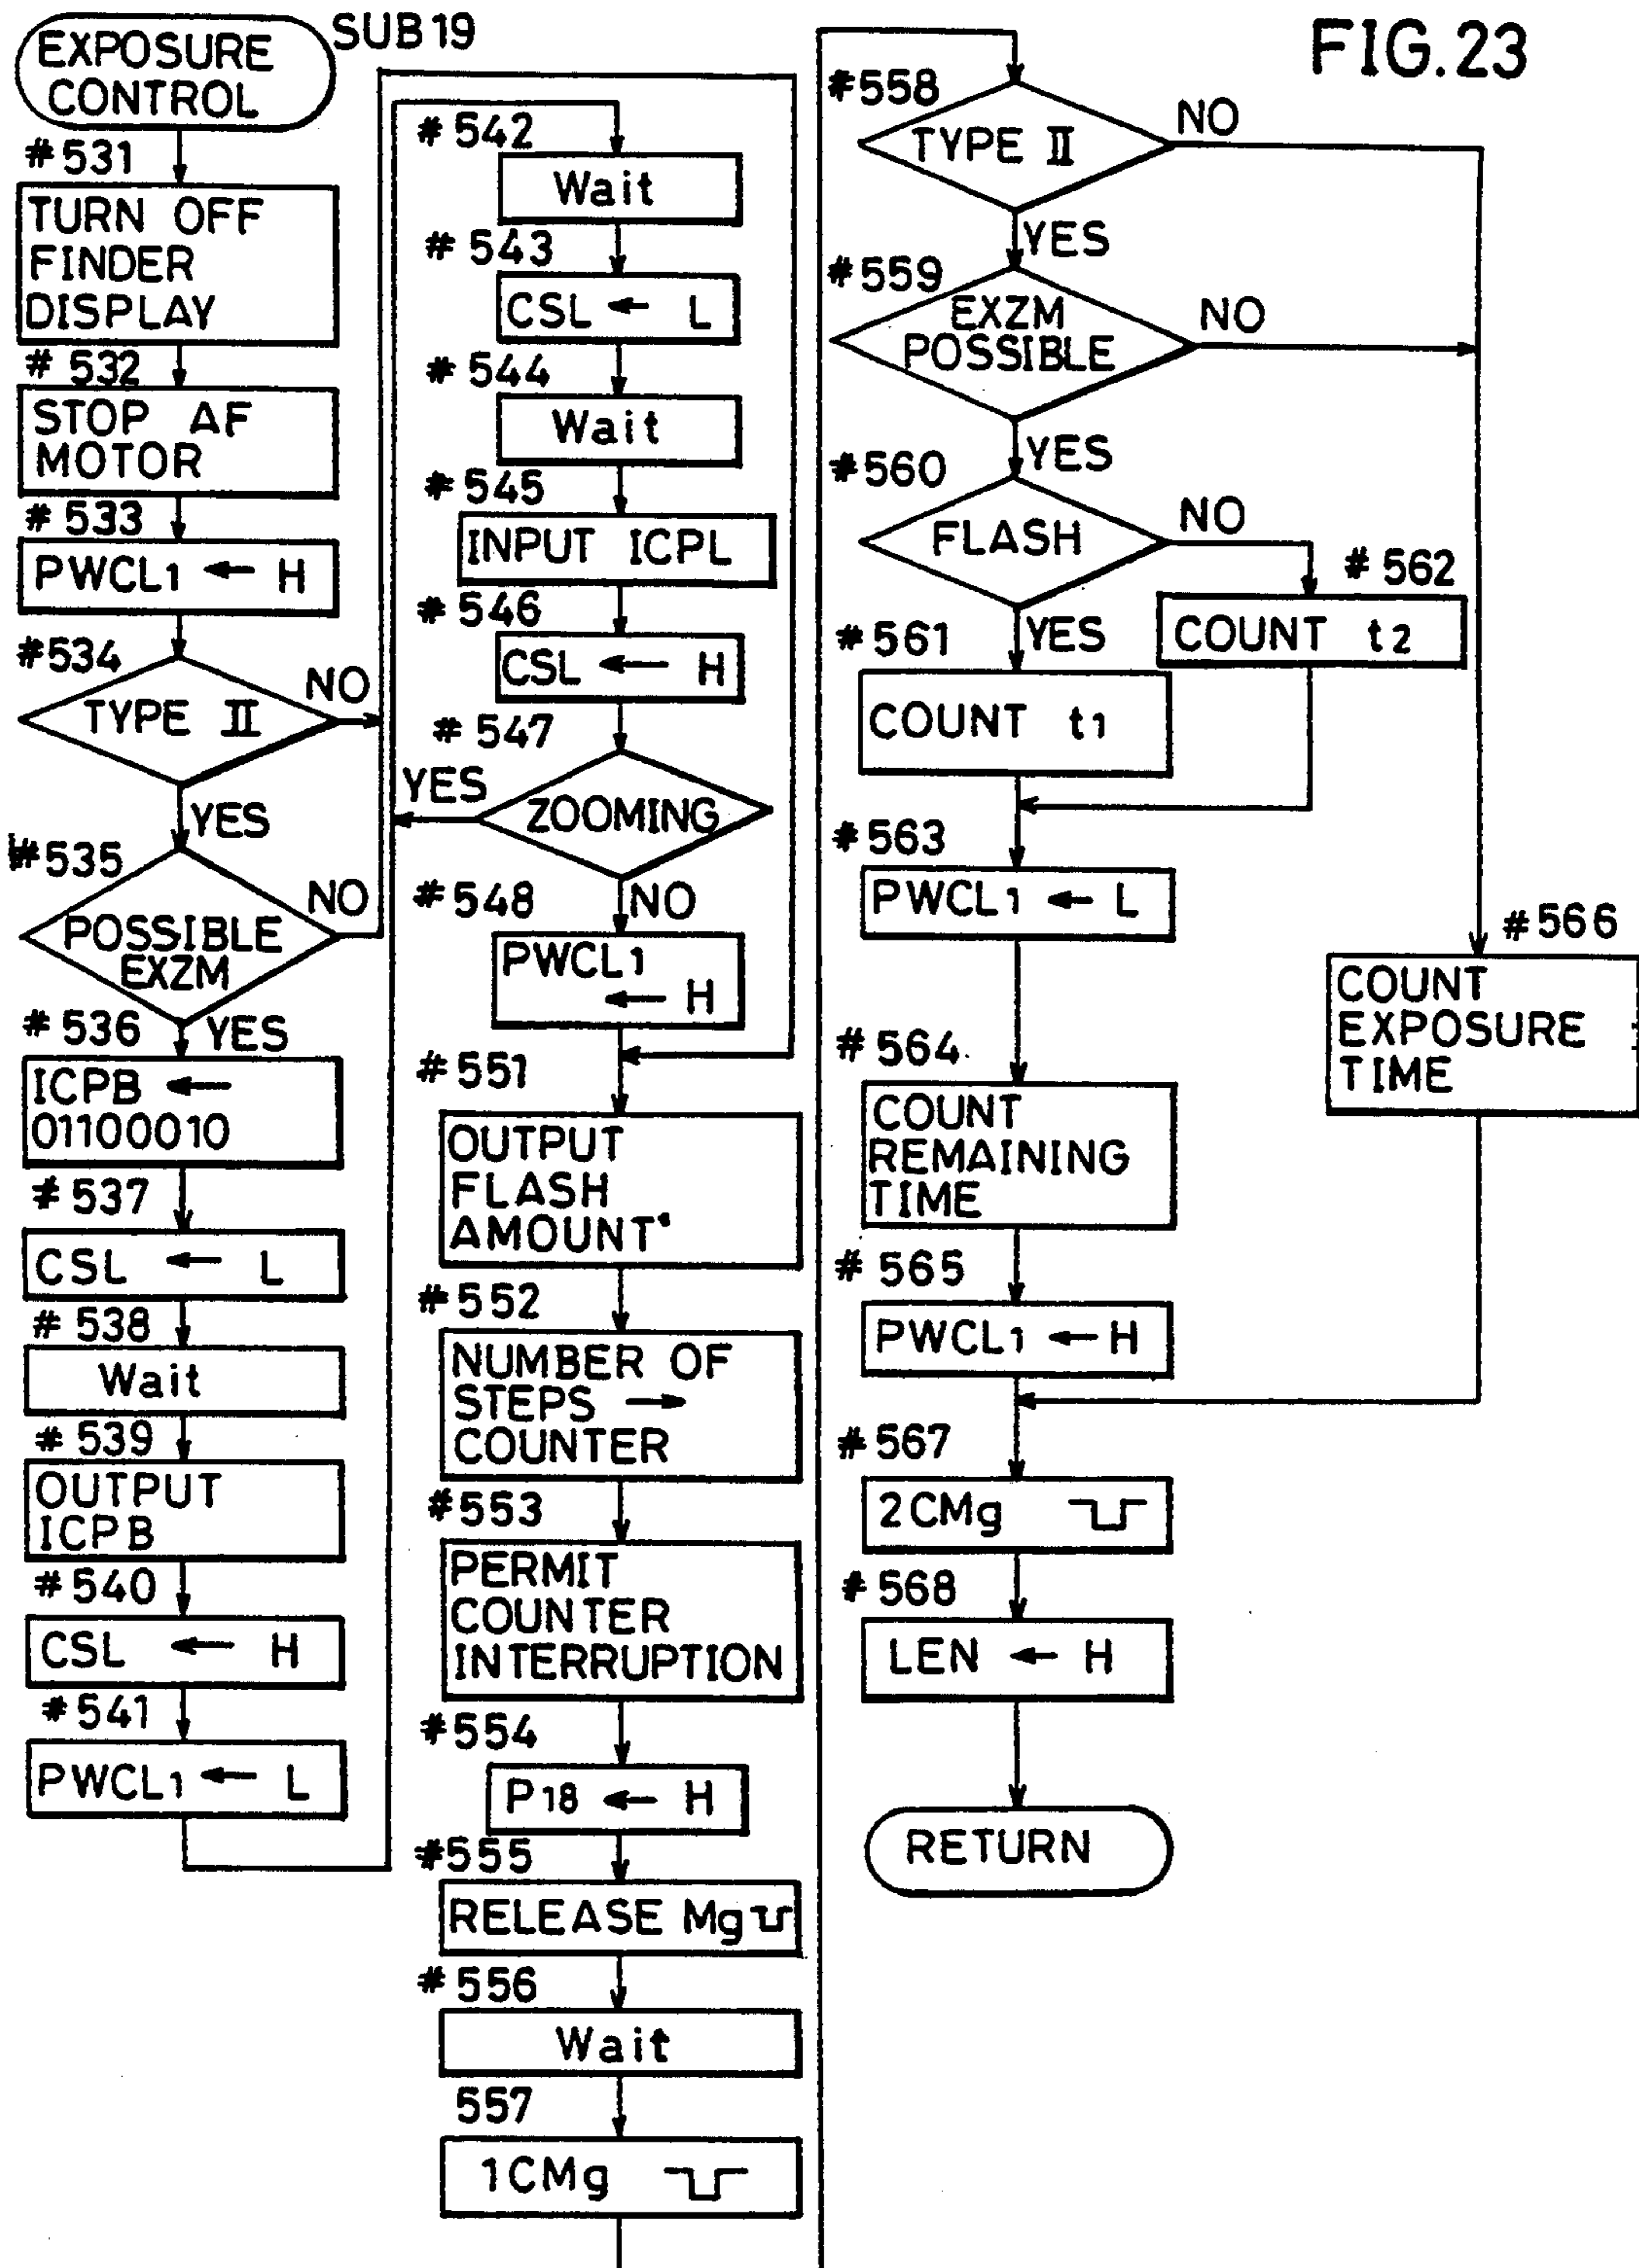 FIG.23
EXPOSURE
CONTROL
SUB19
#531
TURN OFF
FINDER
DISPLAY
#532
STOP AF
MOTOR
#533
PWCL1 ← H
#534
TYPE II
NO
YES
#535
POSSIBLE
EXZM
NO
YES
#536
ICPB ←
01100010
#537
CSL ← L
#538
Wait
#539
OUTPUT
ICPB
#540
CSL ← H
#541
PWCL1 ← L
#542
Wait
#543
CSL ← L
#544
Wait
#545
INPUT ICPL
#546
CSL ← H
#547
YES
ZOOMING
#548
NO
PWCL1
← H
#551
OUTPUT
FLASH
AMOUNT
#552
NUMBER OF
STEPS →
COUNTER
#553
PERMIT
COUNTER
INTERRUPTION
#554
P18 ← H
#555
RELEASE Mg
#556
Wait
557
1CMg
#558
TYPE II
NO
YES
#559
EXZM
POSSIBLE
NO
YES
#560
FLASH
NO
YES
#562
COUNT t2
#561
COUNT t1
#563
PWCL1 ← L
#566
COUNT
EXPOSURE
TIME
#564
COUNT
REMAINING
TIME
#565
PWCL1 ← H
#567
2CMg
#568
LEN ← H
RETURN